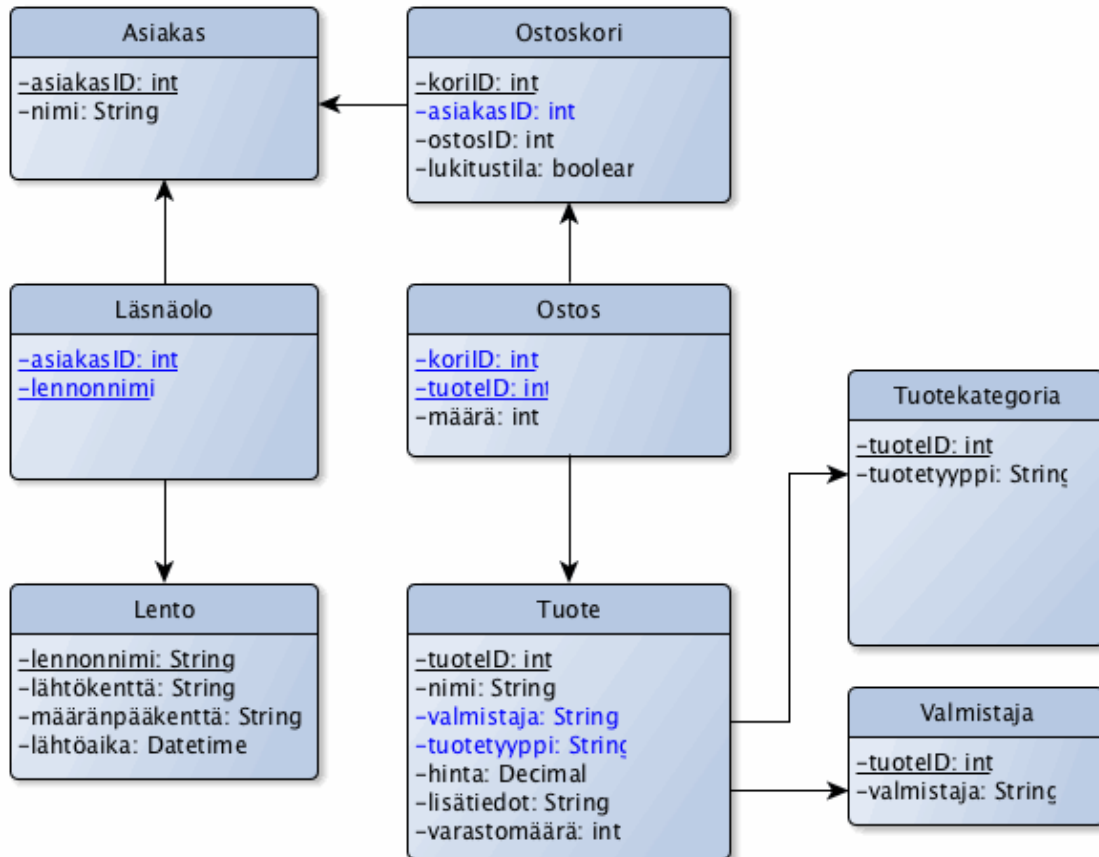 Asiakas
-asiakasID: int
-nimi: String
Ostoskori
-koriID: int
-asiakasID: int
-ostosID: int
-lukitustila: boolear
Läsnäolo
-asiakasID: int
-lennonnimi
Ostos
-koriID: int
-tuoteID: int
-määrä: int
Tuotekategoria
-tuoteID: int
-tuotetyyppi: String
Lento
-lennonnimi: String
-lähtökenttä: String
-määränpääkenttä: String
-lähtöaika: Datetime
Tuote
-tuoteID: int
-nimi: String
-valmistaja: String
-tuotetyyppi: String
-hinta: Decimal
-lisätiedot: String
-varastomäärä: int
Valmistaja
-tuoteID: int
-valmistaja: String